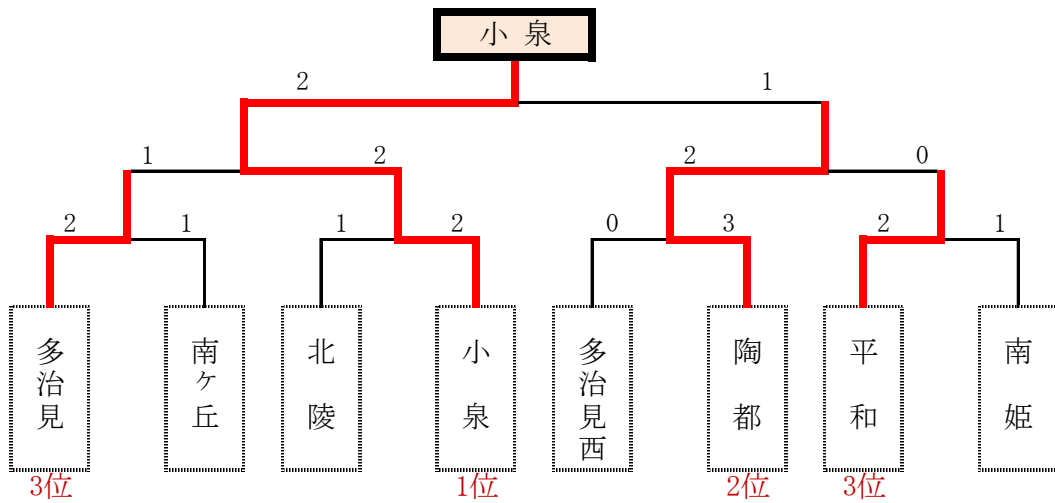 小泉
2 1
1 2 2 0
2 1 1 2 0 3 2 1
多治見
南ケ丘
北陵
小泉
多治見西
陶都
平和
南姫
3位 1位 2位 3位